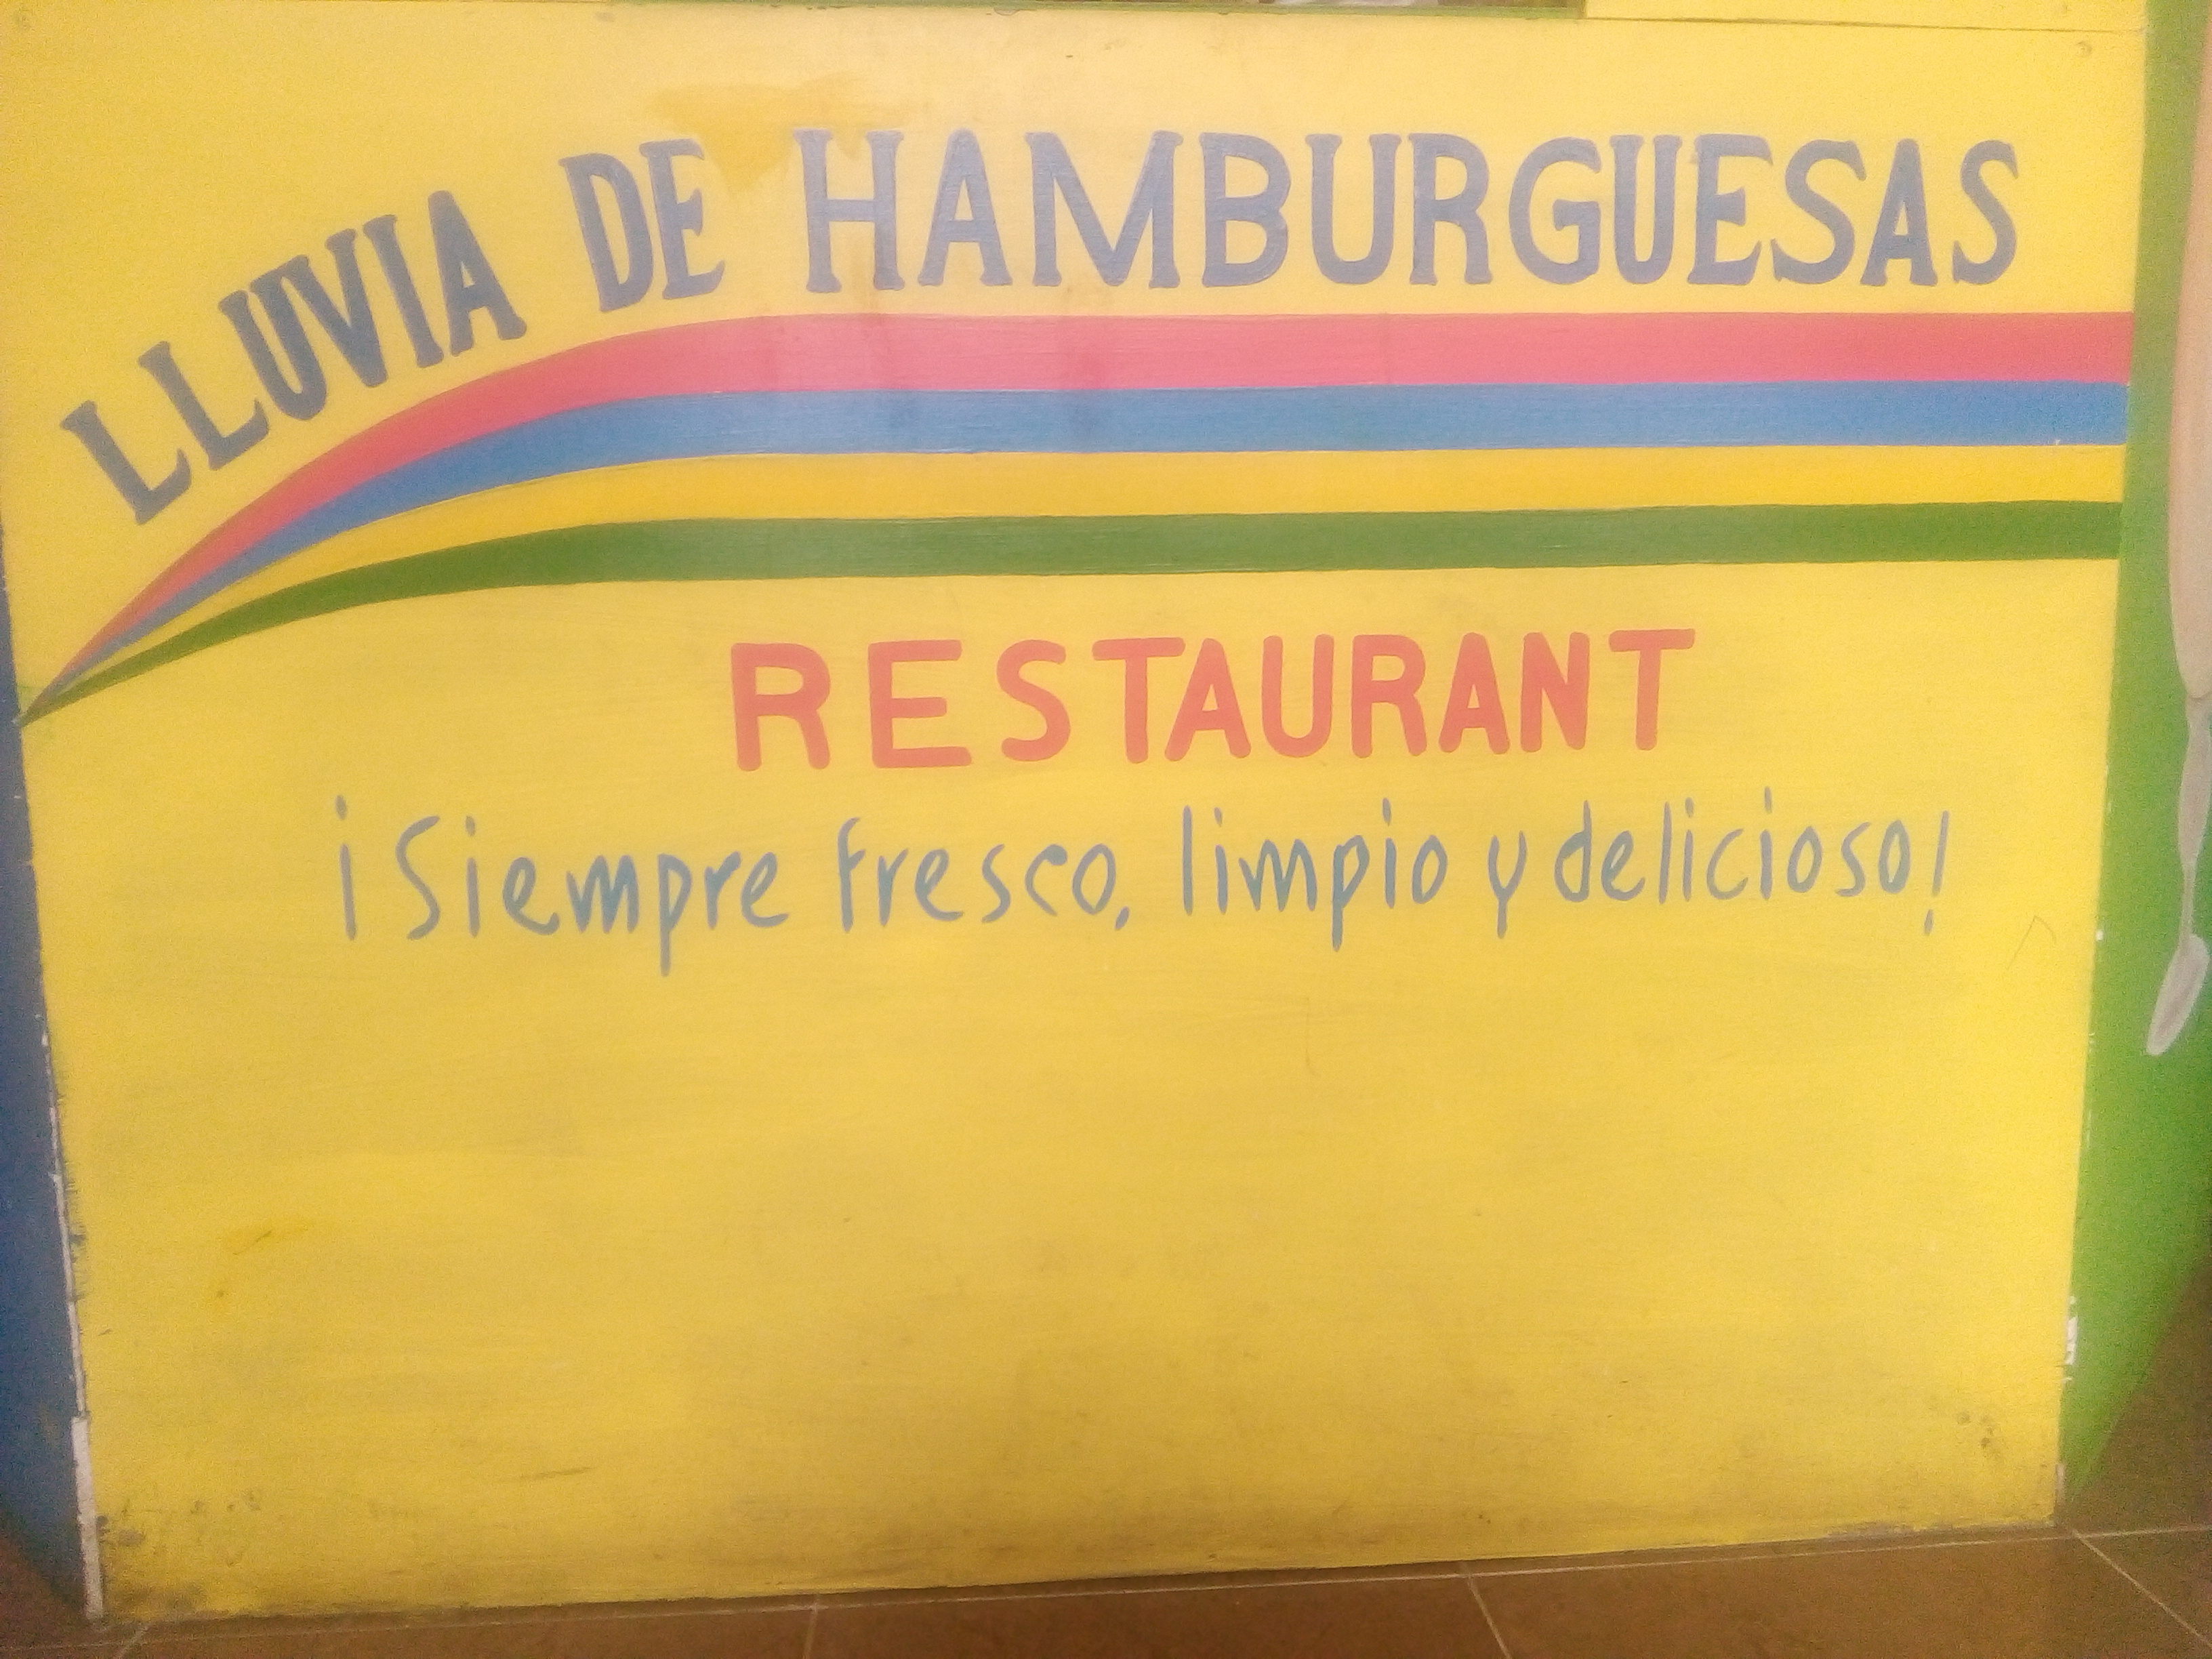 LLUVIA DE HAMBURGUESAS
RESTAURANT
¡Siempre fresco, limpio y delicioso!